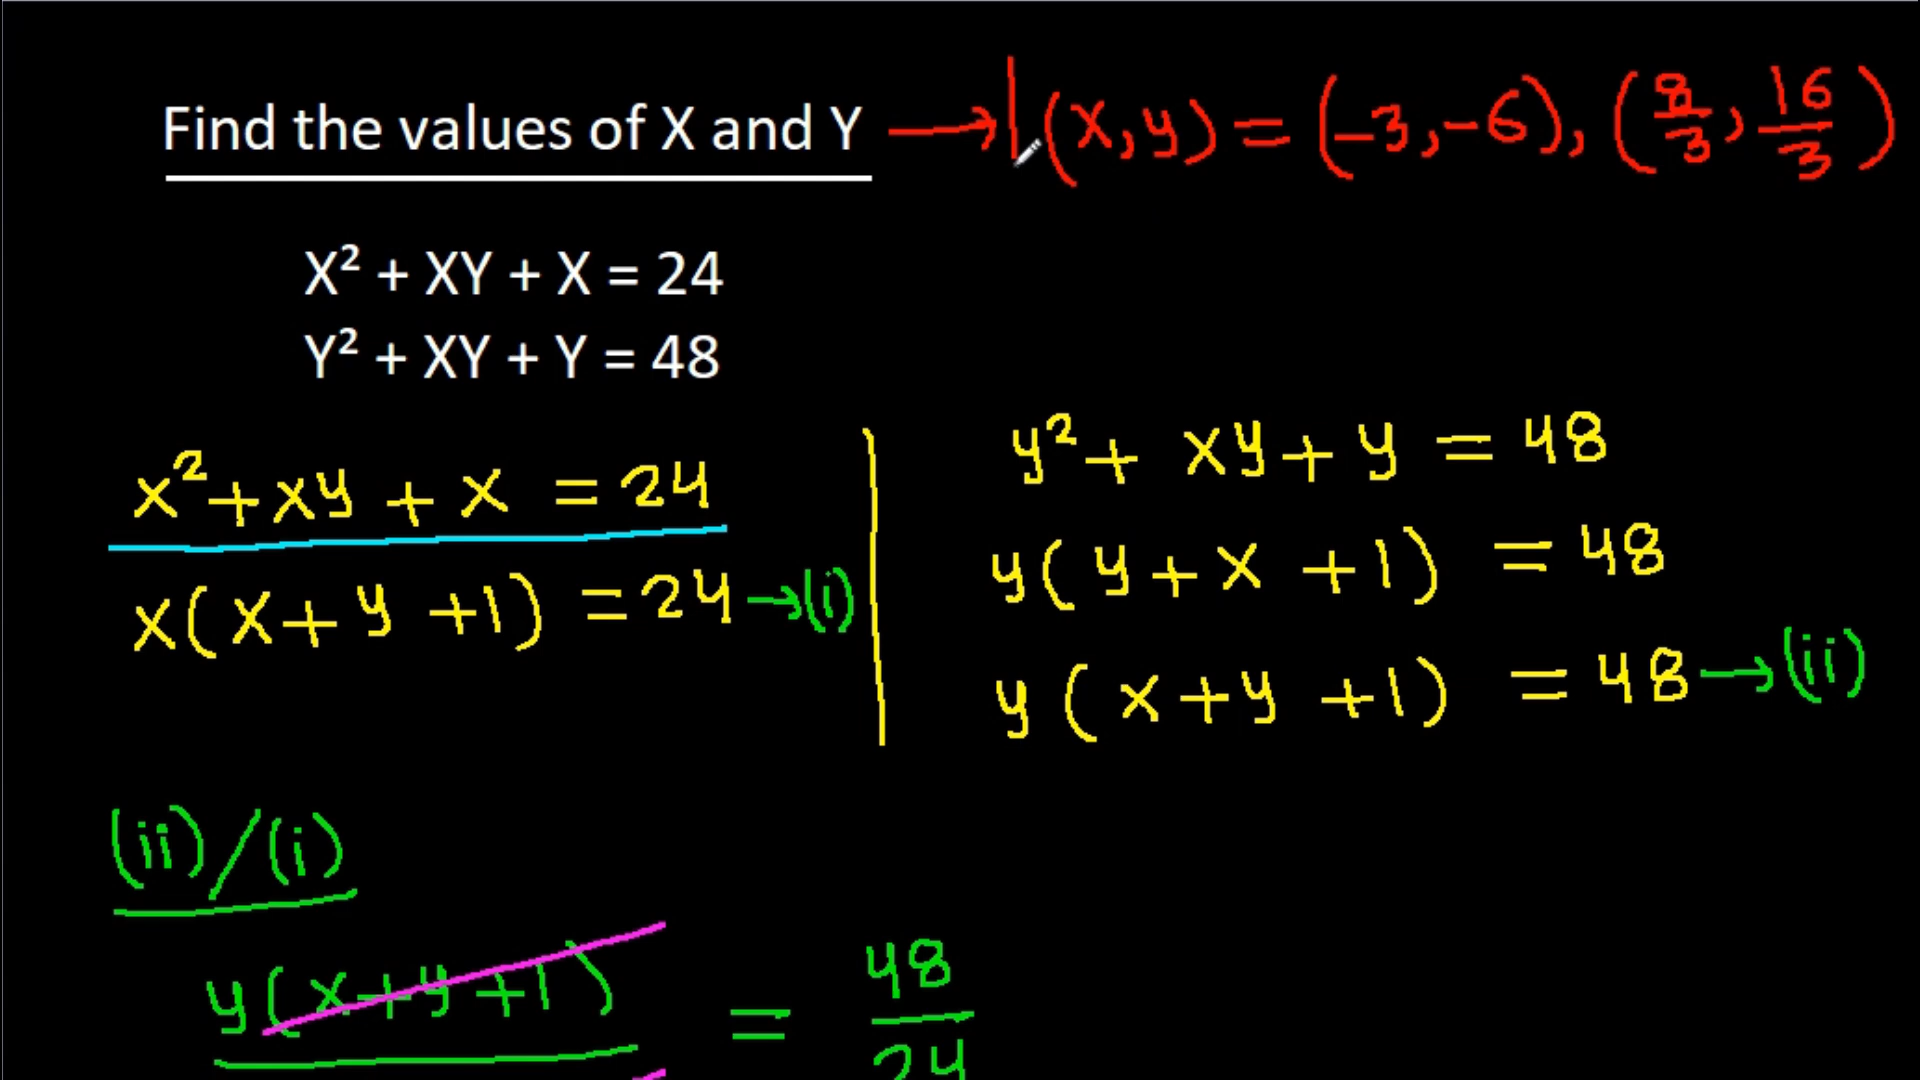 Find the values of X and Y → (x,y) = (-3,-6), (8/3, 16/3)
X² + XY + X = 24
Y² + XY + Y = 48
x²+xy + x = 24
x(x+y+1) = 24 → (i)
y² + xy + y = 48
y(y+x+1) = 48
y(x+y+1) = 48 → (ii)
(ii)/(i)
y(x+y+1) = 48/24